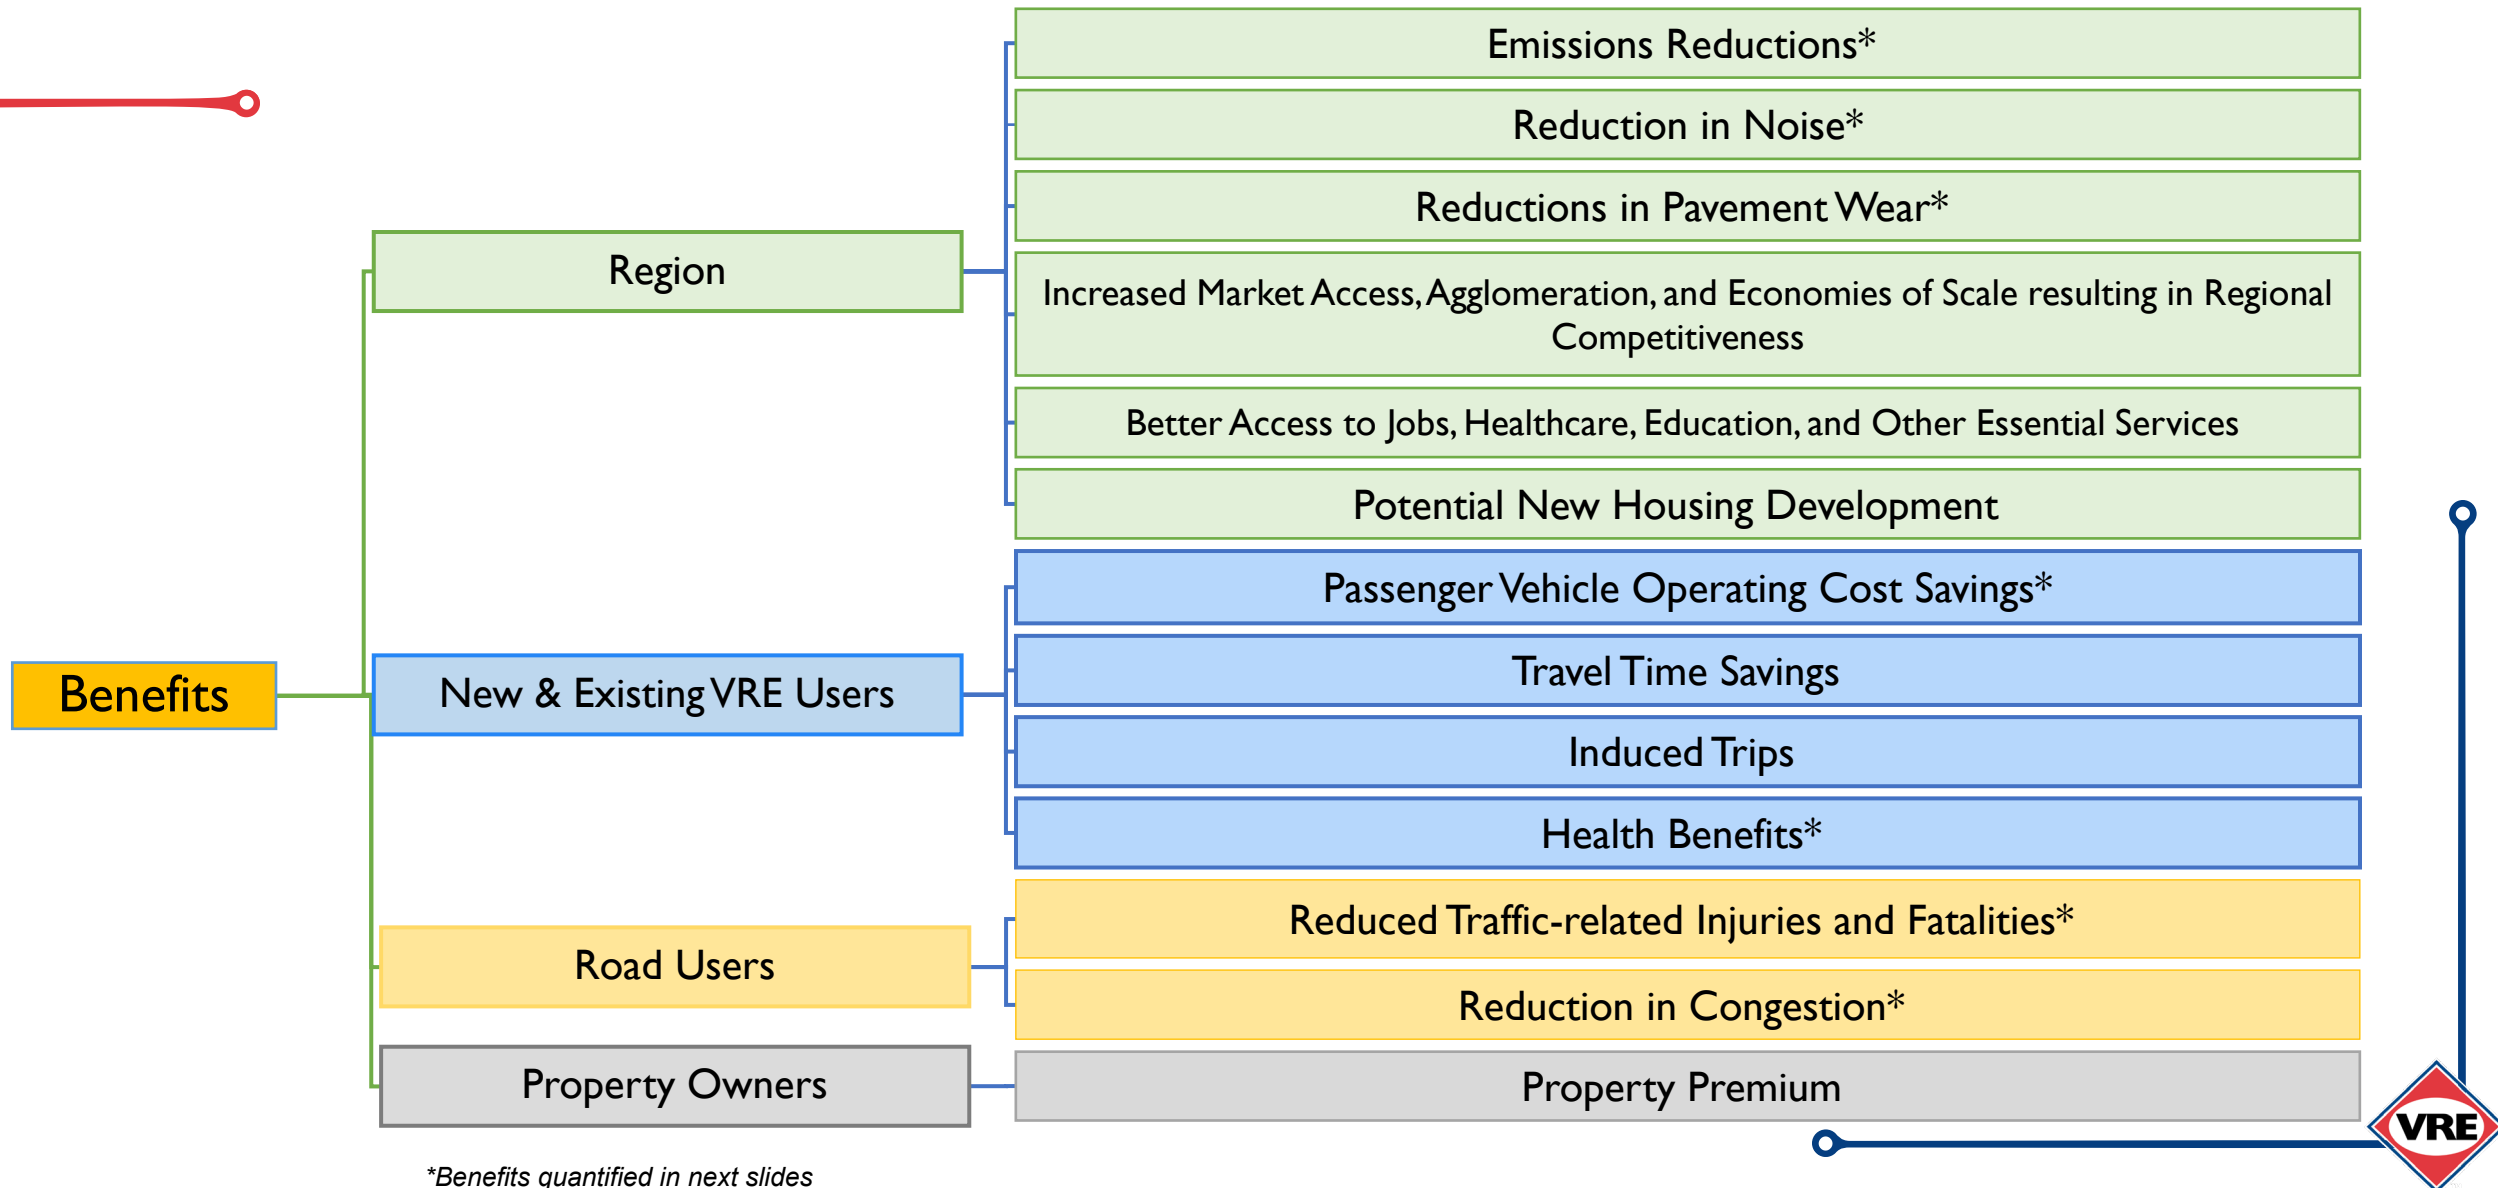 Benefits
Region
Emissions Reductions*
Reduction in Noise*
Reductions in Pavement Wear*
Increased Market Access, Agglomeration, and Economies of Scale resulting in Regional
Competitiveness
Better Access to Jobs, Healthcare, Education, and Other Essential Services
Potential New Housing Development
New & Existing VRE Users
Passenger Vehicle Operating Cost Savings*
Travel Time Savings
Induced Trips
Health Benefits*
Road Users
Reduced Traffic-related Injuries and Fatalities*
Reduction in Congestion*
Property Owners
Property Premium
*Benefits quantified in next slides
VRE